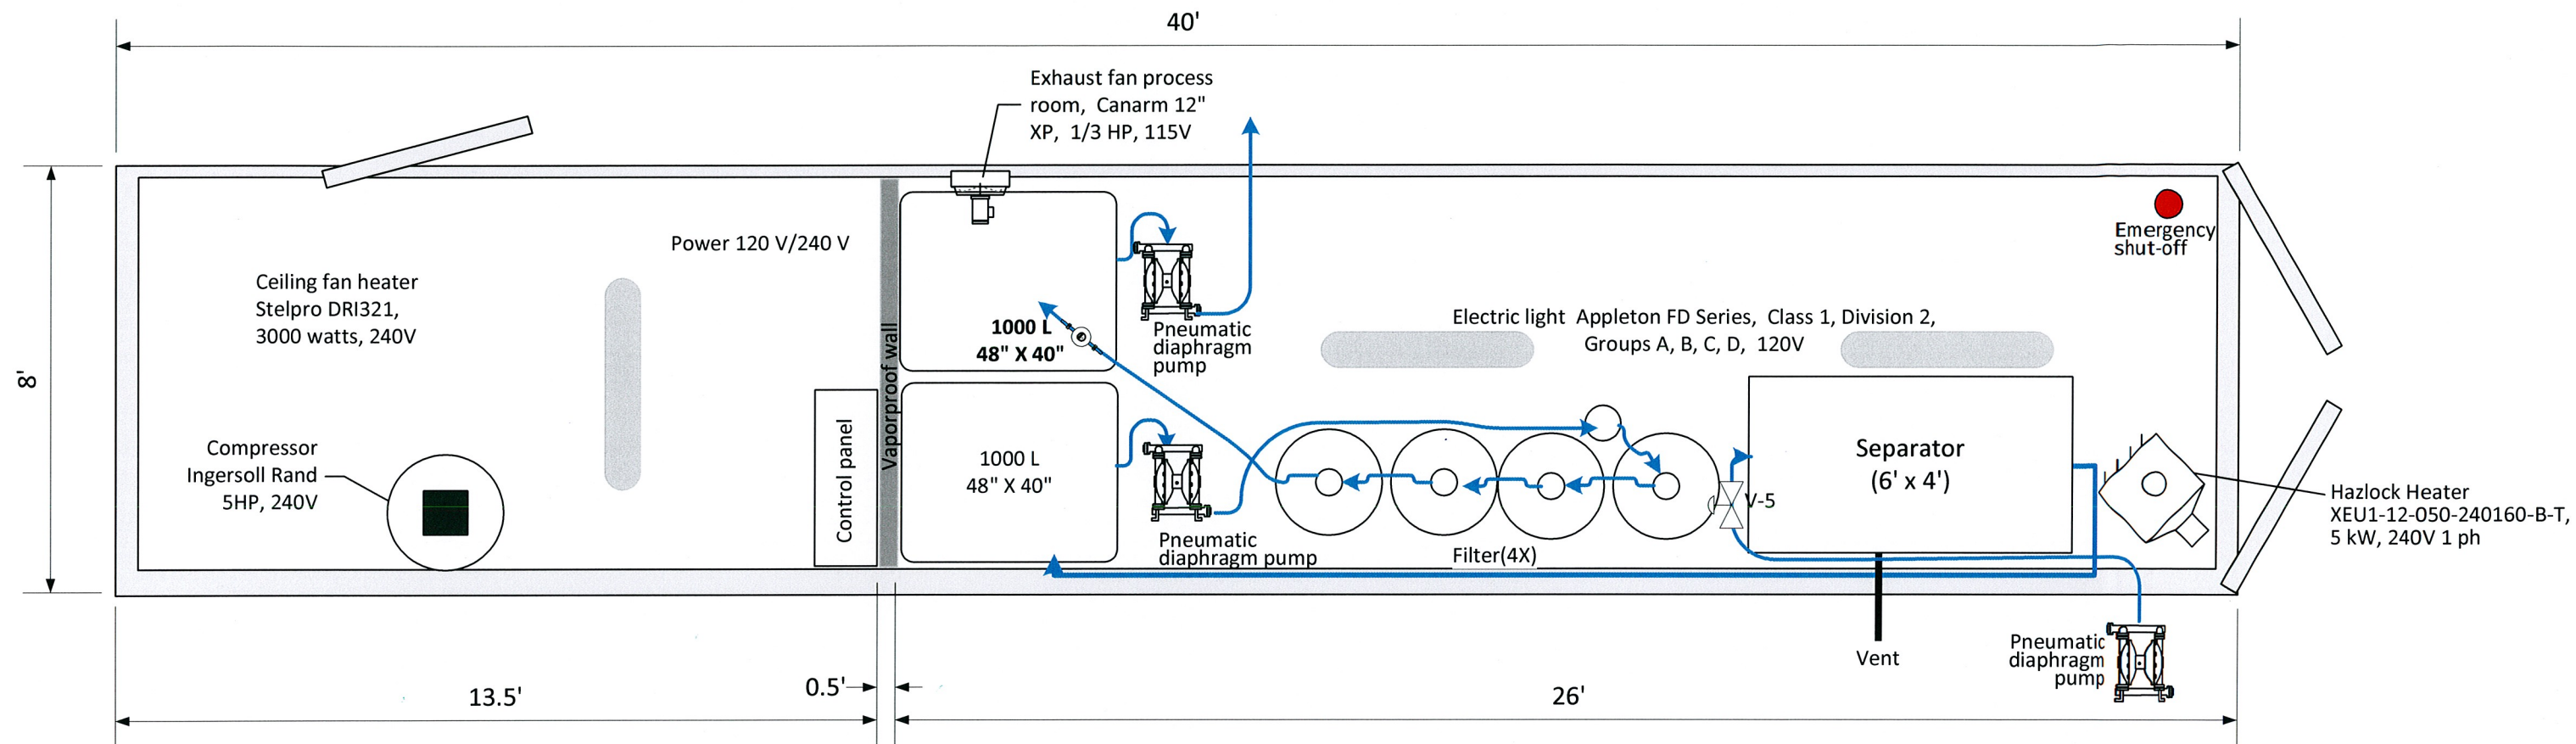 40'
Exhaust fan process
room,  Canarm 12"
XP,  1/3 HP, 115V
Power 120 V/240 V
Emergency
shut-off
Ceiling fan heater
Stelpro DRI321,
3000 watts, 240V
1000 L
48" X 40"
Pneumatic
diaphragm
pump
Electric light  Appleton FD Series,  Class 1, Division 2,
Groups A, B, C, D,  120V
8'
Vaporproof wall
Compressor
Ingersoll Rand
5HP, 240V
Control panel
1000 L
48" X 40"
Separator
(6' x 4')
V-5
Hazlock Heater
XEU1-12-050-240160-B-T,
5 kW, 240V 1 ph
Pneumatic
diaphragm pump
Filter(4X)
Vent
Pneumatic
diaphragm
pump
13.5'
0.5'
26'